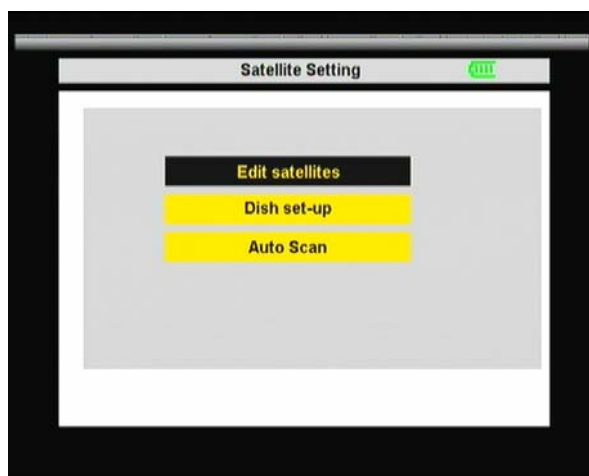 Satellite Setting
Edit satellites
Dish set-up
Auto Scan